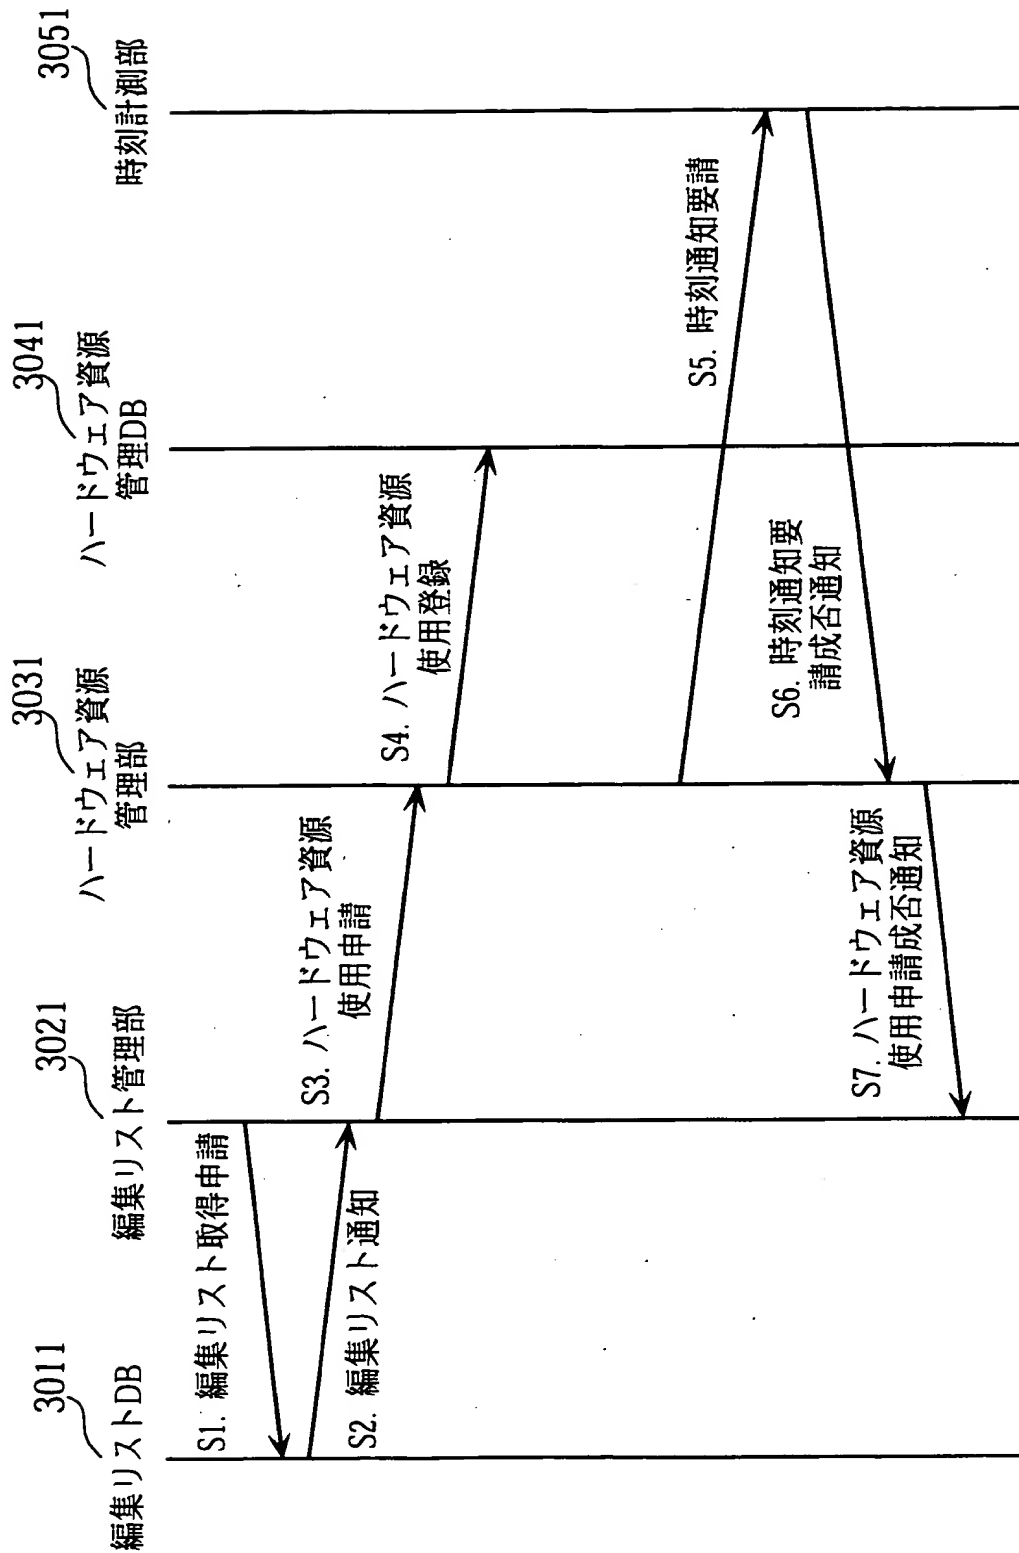 3011
編集リストDB
3021
編集リスト管理部
3031
ハードウェア資源
管理部
3041
ハードウェア資源
管理DB
3051
時刻計測部
S1. 編集リスト取得申請
S2. 編集リスト通知
S3. ハードウェア資源
使用申請
S4. ハードウェア資源
使用登録
S5. 時刻通知要請
S6. 時刻通知要
請成否通知
S7. ハードウェア資源
使用申請成否通知